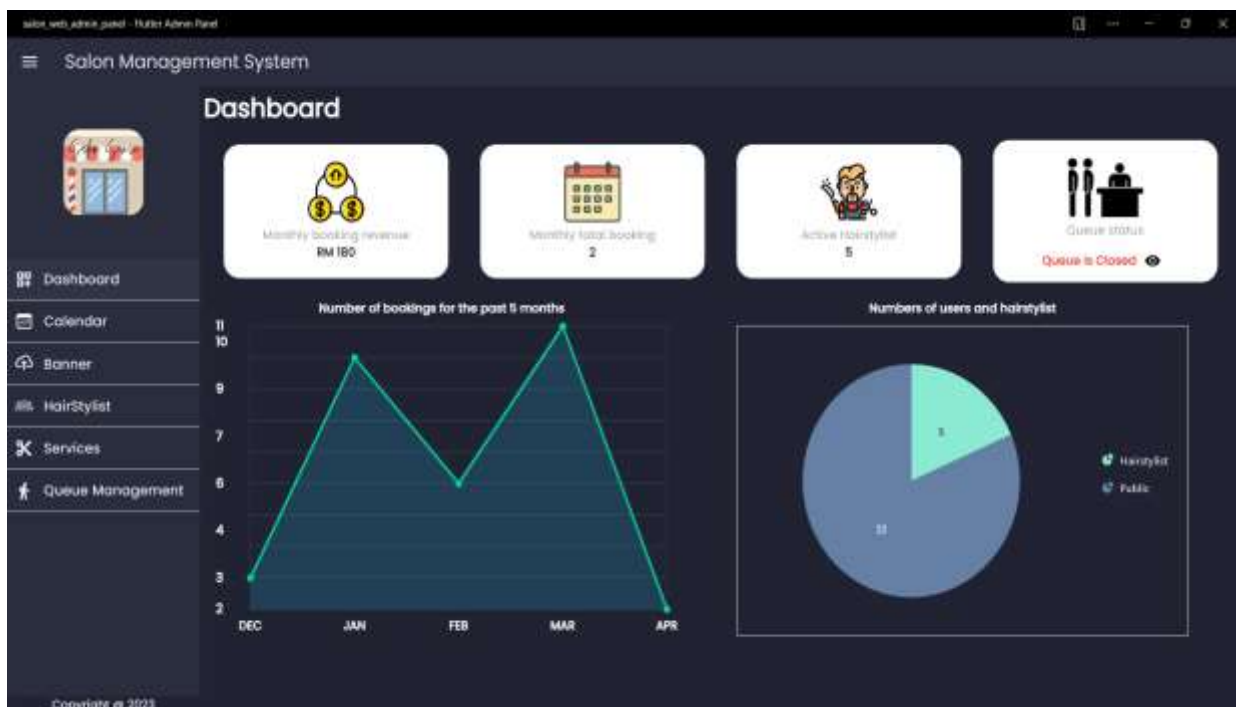 salon_web_admin_panel - Flutter Admin Panel
Salon Management System
Dashboard
Monthly booking revenue
RM 180
Monthly total booking
2
Active Hairstylist
5
Queue status
Queue is Closed
Dashboard
Calendar
Banner
HairStylist
Services
Queue Management
Number of bookings for the past 5 months
11
10
9
7
6
4
3
2
DEC JAN FEB MAR APR
Numbers of users and hairstylist
5
Hairstylist
Public
Copyright @ 2023